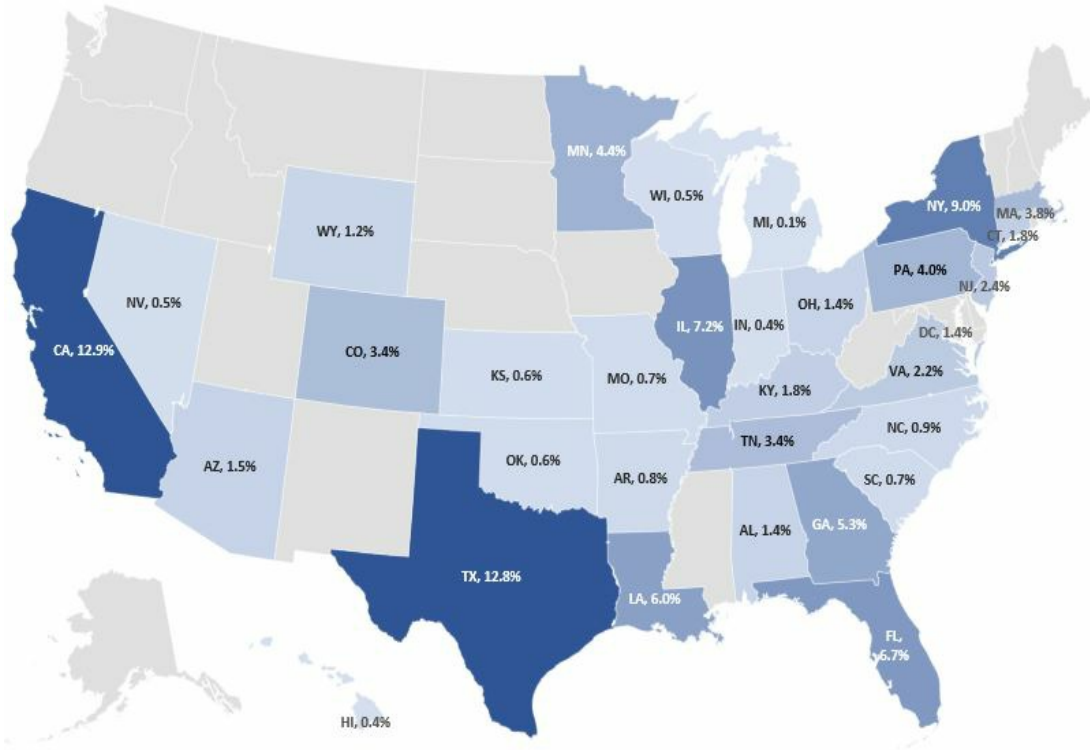 MN, 4.4%
WI, 0.5%
MI, 0.1%
NY, 9.0%
MA, 3.8%
CT, 1.8%
WY, 1.2%
PA, 4.0%
NJ, 2.4%
NV, 0.5%
OH, 1.4%
IL, 7.2%
IN, 0.4%
DC, 1.4%
CA, 12.9%
CO, 3.4%
KS, 0.6%
MO, 0.7%
KY, 1.8%
VA, 2.2%
NC, 0.9%
TN, 3.4%
AZ, 1.5%
OK, 0.6%
AR, 0.8%
SC, 0.7%
AL, 1.4%
GA, 5.3%
TX, 12.8%
LA, 6.0%
FL,
6.7%
HI, 0.4%